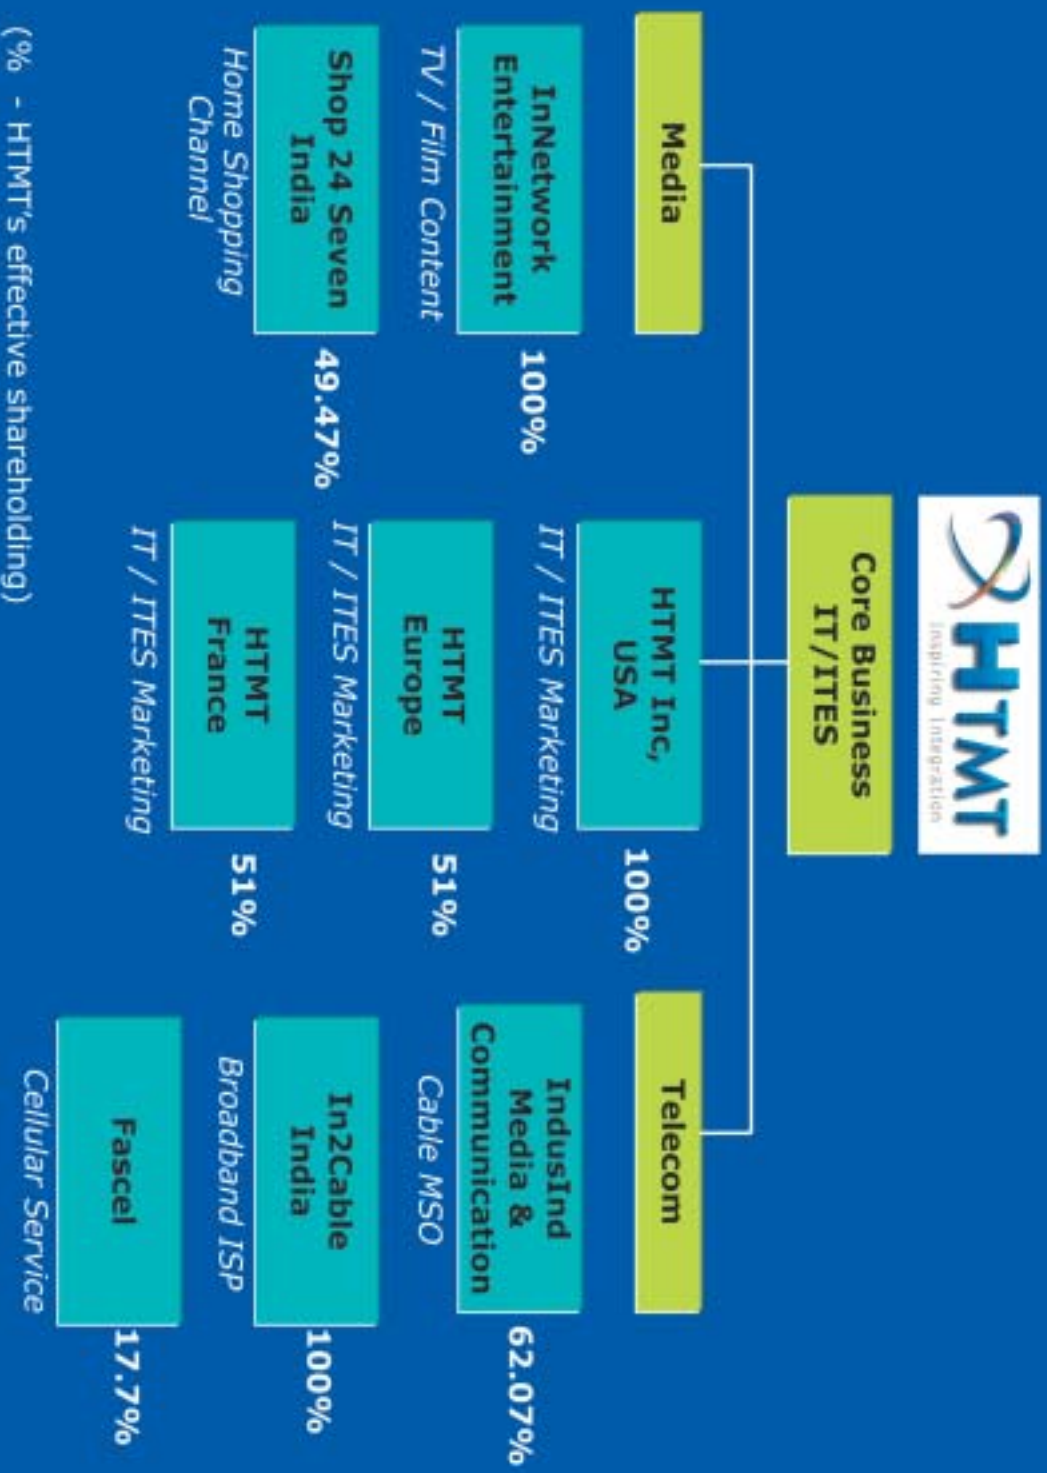 HTMT
Inspiring Integration
Core Business
IT/ITES
Media
InNetwork
Entertainment
100%
TV / Film Content
Shop 24 Seven
India
49.47%
Home Shopping
Channel
HTMT Inc,
USA
100%
IT / ITES Marketing
HTMT
Europe
51%
IT / ITES Marketing
HTMT
France
51%
IT / ITES Marketing
Telecom
IndusInd
Media &
Communication
62.07%
Cable MSO
In2Cable
India
100%
Broadband ISP
Fascel
17.7%
Cellular Service
(% - HTMT's effective shareholding)